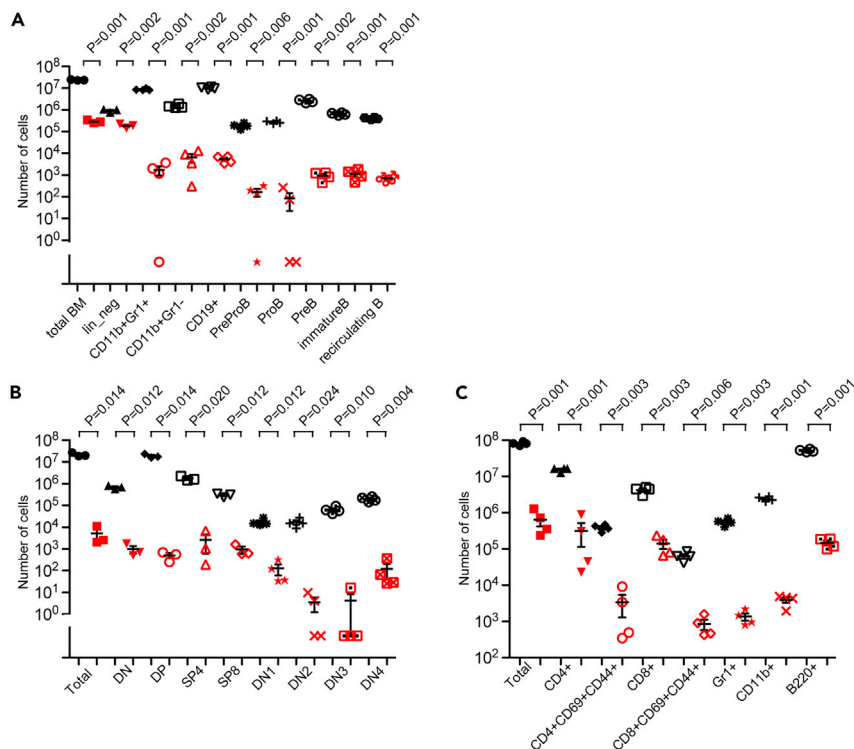 A
P=0.001
P=0.002
P=0.001
P=0.002
P=0.001
P=0.006
P=0.001
P=0.002
P=0.001
P=0.001
Number of cells
10^8
10^7
10^6
10^5
10^4
10^3
10^2
10^1
10^0
total BM
lin_neg
CD11b+Gr1+
CD11b+Gr1-
CD19+
PreProB
ProB
PreB
immatureB
recirculating B
B
P=0.014
P=0.012
P=0.014
P=0.020
P=0.012
P=0.012
P=0.024
P=0.010
P=0.004
Number of cells
10^8
10^7
10^6
10^5
10^4
10^3
10^2
10^1
10^0
Total
DN
DP
SP4
SP8
DN1
DN2
DN3
DN4
C
P=0.001
P=0.001
P=0.003
P=0.003
P=0.006
P=0.003
P=0.001
P=0.001
Number of cells
10^8
10^7
10^6
10^5
10^4
10^3
10^2
Total
CD4+
CD4+CD69+CD44+
CD8+
CD8+CD69+CD44+
Gr1+
CD11b+
B220+